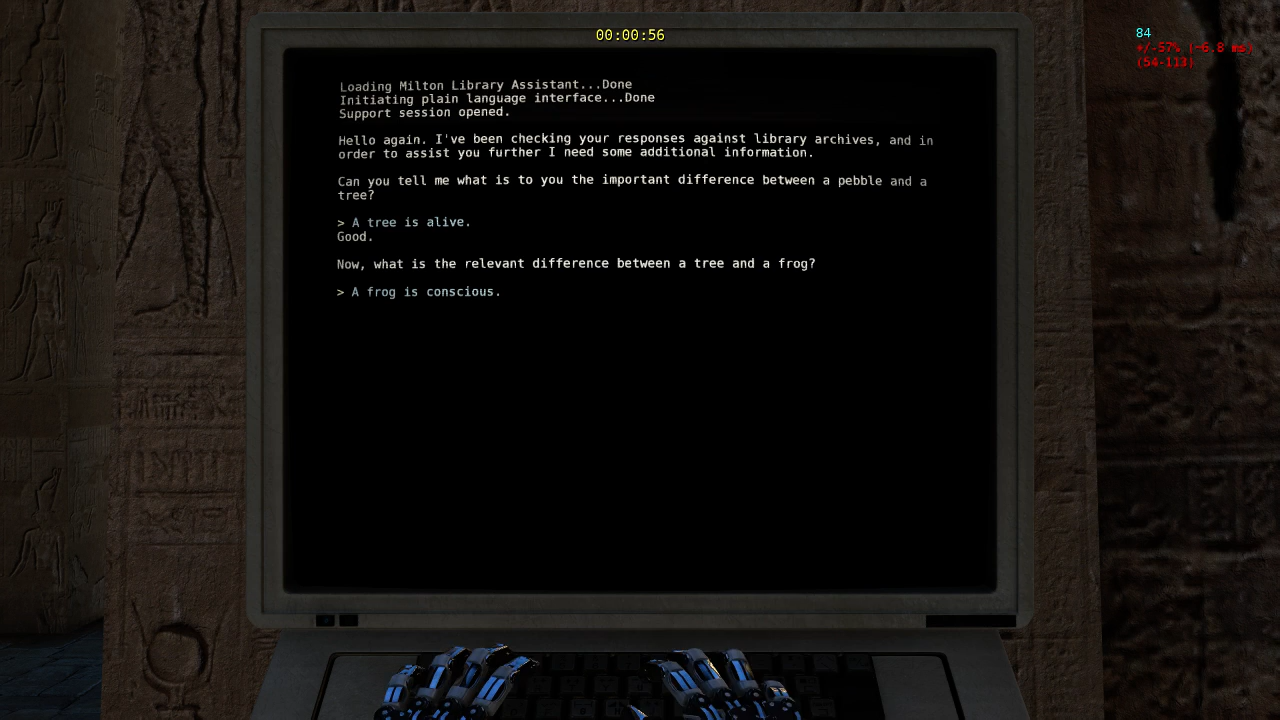 00:00:56
84
+/-57% (~6.8 ms)
(54-113)
Loading Milton Library Assistant...Done
Initiating plain language interface...Done
Support session opened.
Hello again. I've been checking your responses against library archives, and in
order to assist you further I need some additional information.
Can you tell me what is to you the important difference between a pebble and a
tree?
> A tree is alive.
Good.
Now, what is the relevant difference between a tree and a frog?
> A frog is conscious.